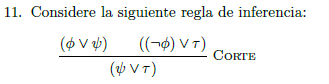 11. Considere la siguiente regla de inferencia:
(ϕ ∨ ψ) ((¬ϕ) ∨ τ)
CORTE
(ψ ∨ τ)